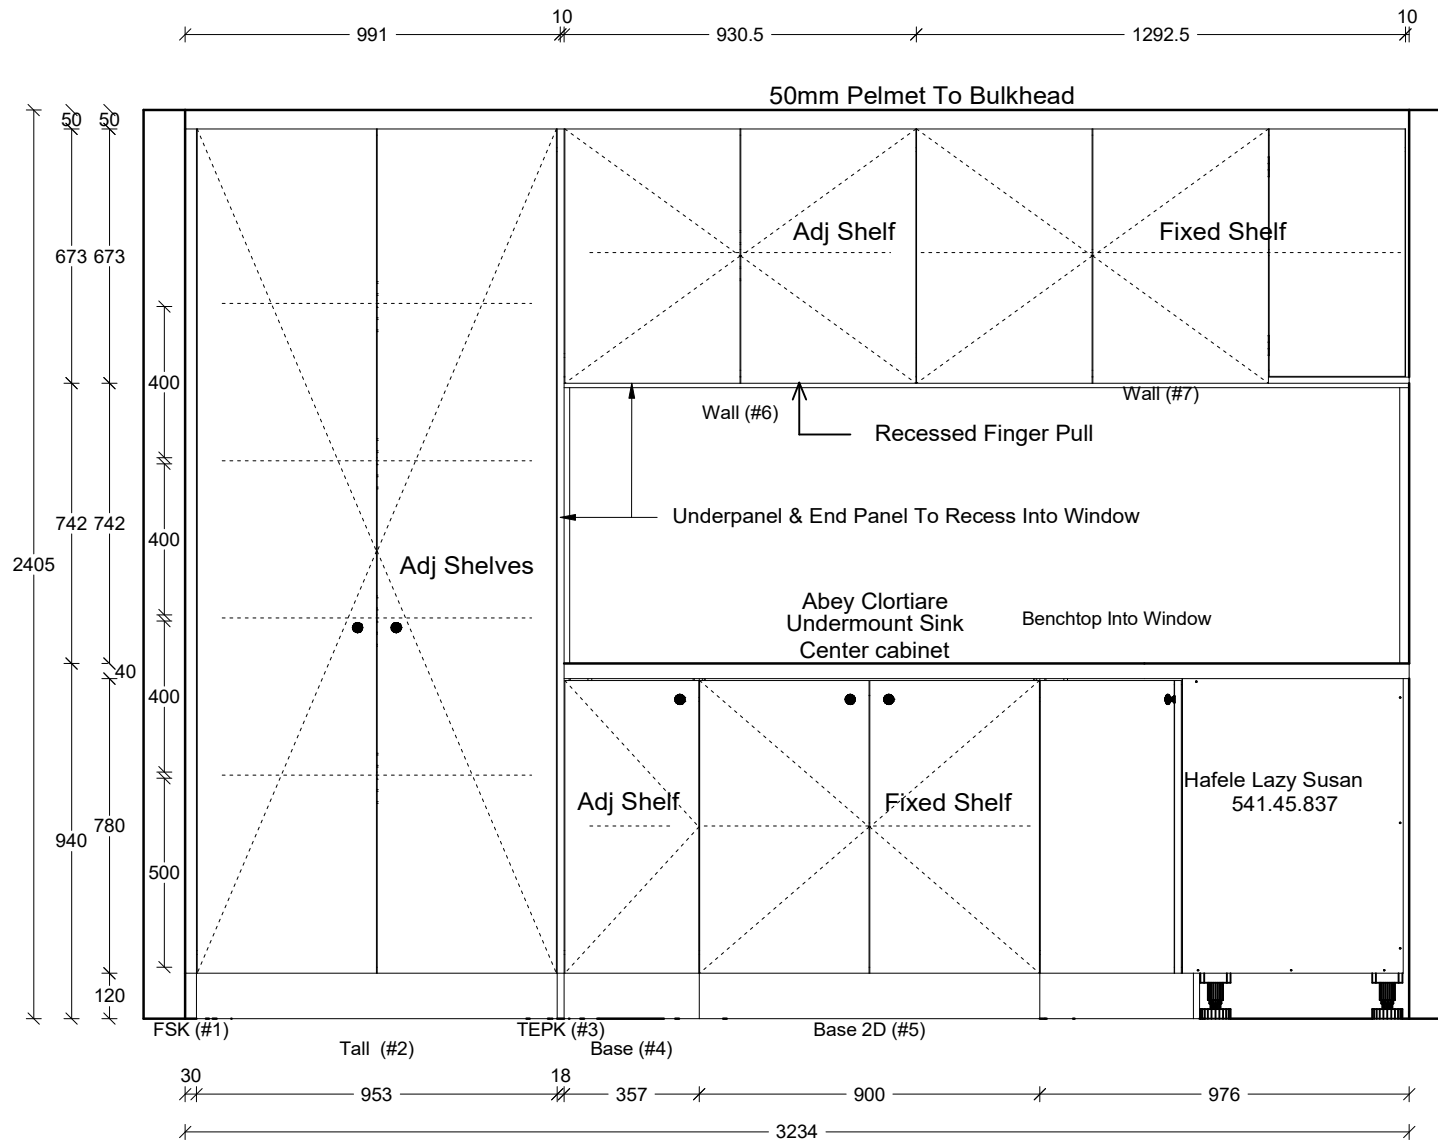 10
10
991
930.5
1292.5
50mm Pelmet To Bulkhead
50
50
Adj Shelf
Fixed Shelf
673
673
400
Wall (#7)
Wall (#6)
Recessed Finger Pull
742
742
Underpanel & End Panel To Recess Into Window
400
2405
Adj Shelves
Abey Clortiare
Undermount Sink
Center cabinet
Benchtop Into Window
40
400
Hafele Lazy Susan
541.45.837
Adj Shelf
Fixed Shelf
780
940
500
120
FSK (#1)
TEPK (#3)
Base 2D (#5)
Tall (#2)
Base (#4)
30
18
953
357
900
976
3234